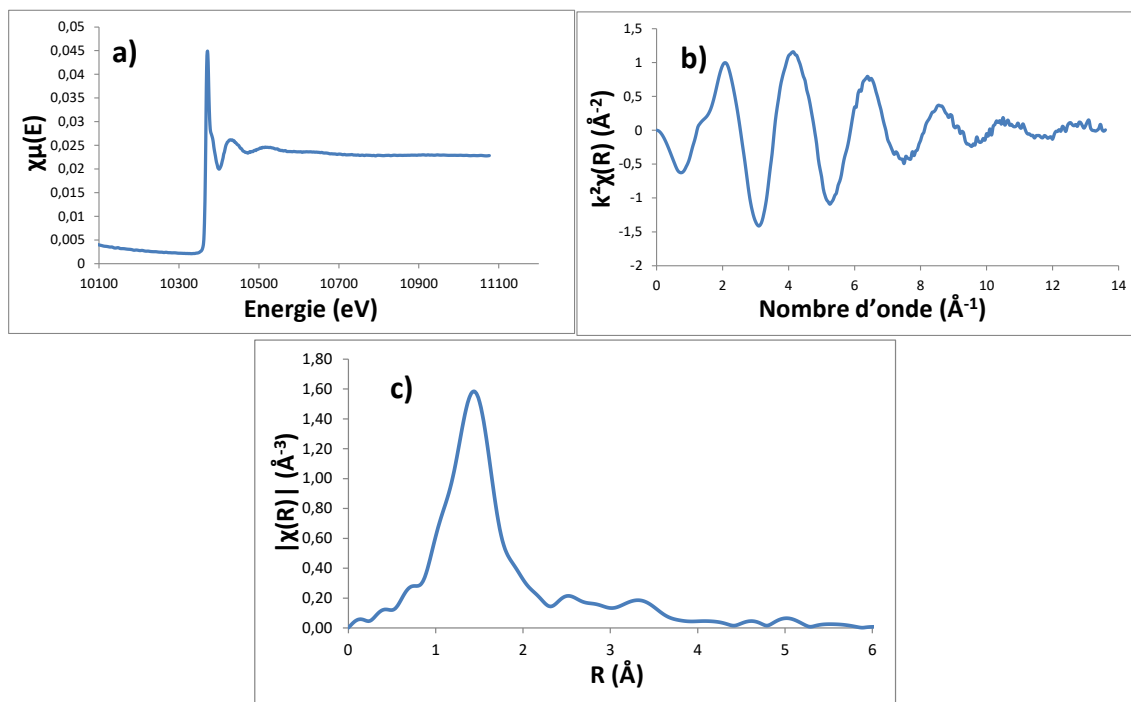 a)
χμ(E)
0,05
0,045
0,04
0,035
0,03
0,025
0,02
0,015
0,01
0,005
0
10100 10300 10500 10700 10900 11100
Energie (eV)
b)
k²χ(R) (Å⁻²)
1,5
1
0,5
0
-0,5
-1
-1,5
-2
0 2 4 6 8 10 12 14
Nombre d'onde (Å⁻¹)
c)
|χ(R)| (Å⁻³)
1,80
1,60
1,40
1,20
1,00
0,80
0,60
0,40
0,20
0,00
0 1 2 3 4 5 6
R (Å)